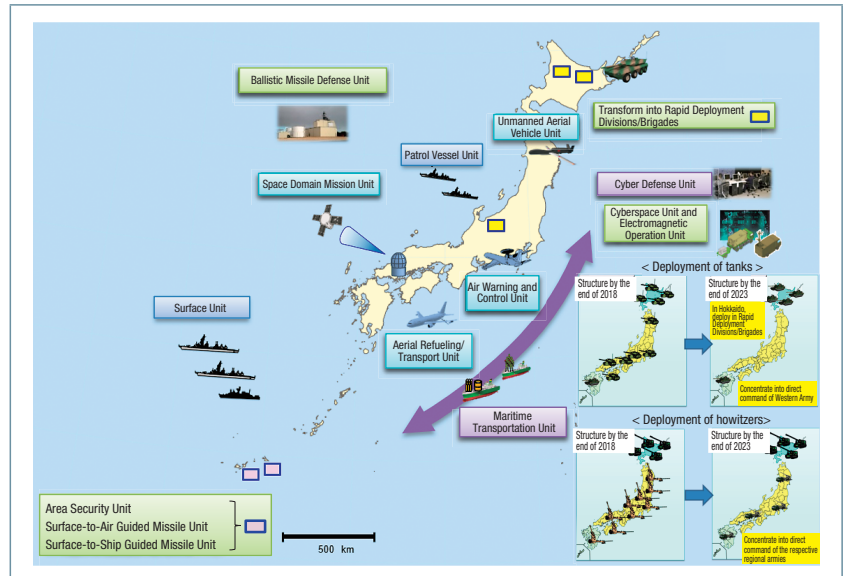 Ballistic Missile Defense Unit
Transform into Rapid Deployment
Divisions/Brigades
Unmanned Aerial
Vehicle Unit
Patrol Vessel Unit
Space Domain Mission Unit
Cyber Defense Unit
Cyberspace Unit and
Electromagnetic
Operation Unit
< Deployment of tanks >
Structure by the
end of 2018
Structure by the
end of 2023
In Hokkaido,
deploy in Rapid
Deployment
Divisions/Brigades
Concentrate into direct
command of Western Army
Air Warning and
Control Unit
Surface Unit
Aerial Refueling/
Transport Unit
Maritime
Transportation Unit
< Deployment of howitzers>
Structure by the
end of 2018
Structure by the
end of 2023
Concentrate into direct
command of the respective
regional armies
Area Security Unit
Surface-to-Air Guided Missile Unit
Surface-to-Ship Guided Missile Unit
500 km